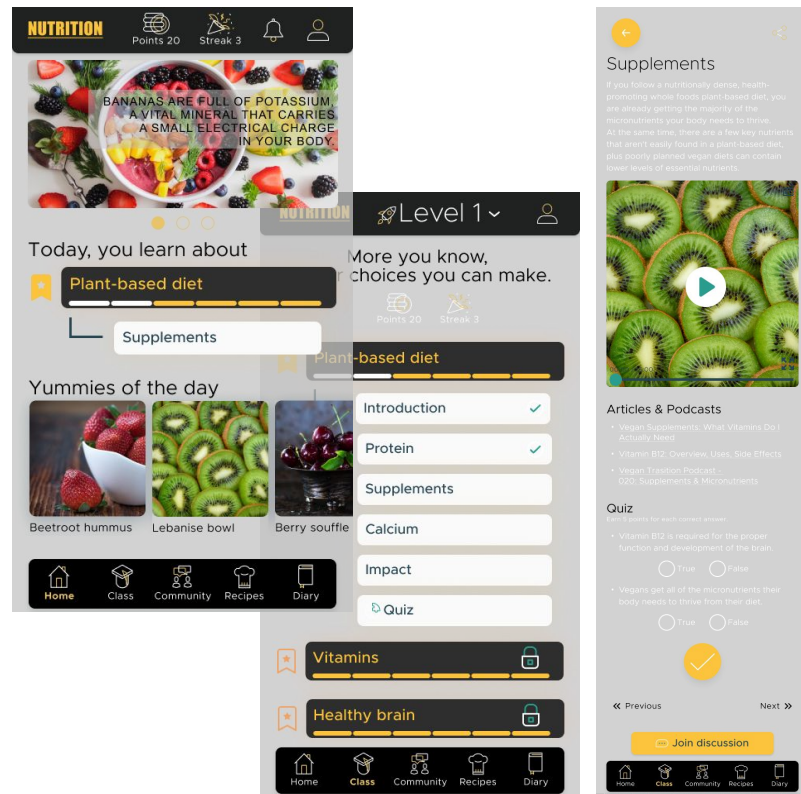 NUTRITION
Points 20
Streak 3
BANANAS ARE FULL OF POTASSIUM,
A VITAL MINERAL THAT CARRIES
A SMALL ELECTRICAL CHARGE
IN YOUR BODY.
Today, you learn about
Plant-based diet
Supplements
Yummies of the day
Beetroot hummus
Lebanise bowl
Berry souffle
Home
Class
Community
Recipes
Diary
NUTRITION
Level 1
More you know,
choices you can make.
Points 20
Streak 3
Plant-based diet
Introduction
Protein
Supplements
Calcium
Impact
Quiz
Vitamins
Healthy brain
Home
Class
Community
Recipes
Diary
Supplements
If you follow a nutritionally dense, health-
promoting whole foods plant-based diet, you
are already getting the majority of the
micronutrients your body needs to thrive.
At the same time, there are a few key nutrients
that aren't easily found in a plant-based diet,
plus poorly planned vegan diets can contain
lower levels of essential nutrients.
Articles & Podcasts
• Vegan Supplements: What Vitamins Do I
Actually Need
• Vitamin B12: Overview, Uses, Side Effects
• Vegan Trasition Podcast -
020: Supplements & Micronutrients
Quiz
Earn 5 points for each correct answer
• Vitamin B12 is required for the proper
function and development of the brain.
True
False
• Vegans get all of the micronutrients their
body needs to thrive from their diet.
True
False
Previous
Next
Join discussion
Home
Class
Community
Recipes
Diary